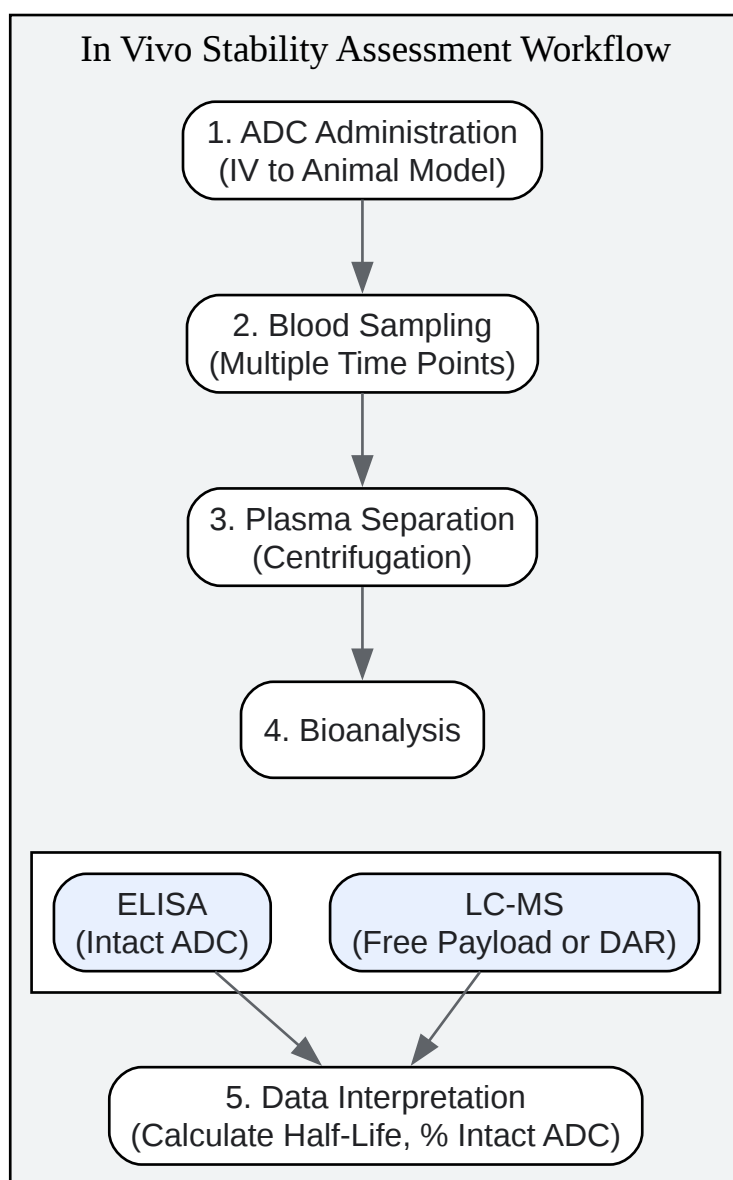 In Vivo Stability Assessment Workflow
1. ADC Administration
(IV to Animal Model)
2. Blood Sampling
(Multiple Time Points)
3. Plasma Separation
(Centrifugation)
4. Bioanalysis
ELISA
(Intact ADC)
LC-MS
(Free Payload or DAR)
5. Data Interpretation
(Calculate Half-Life, % Intact ADC)